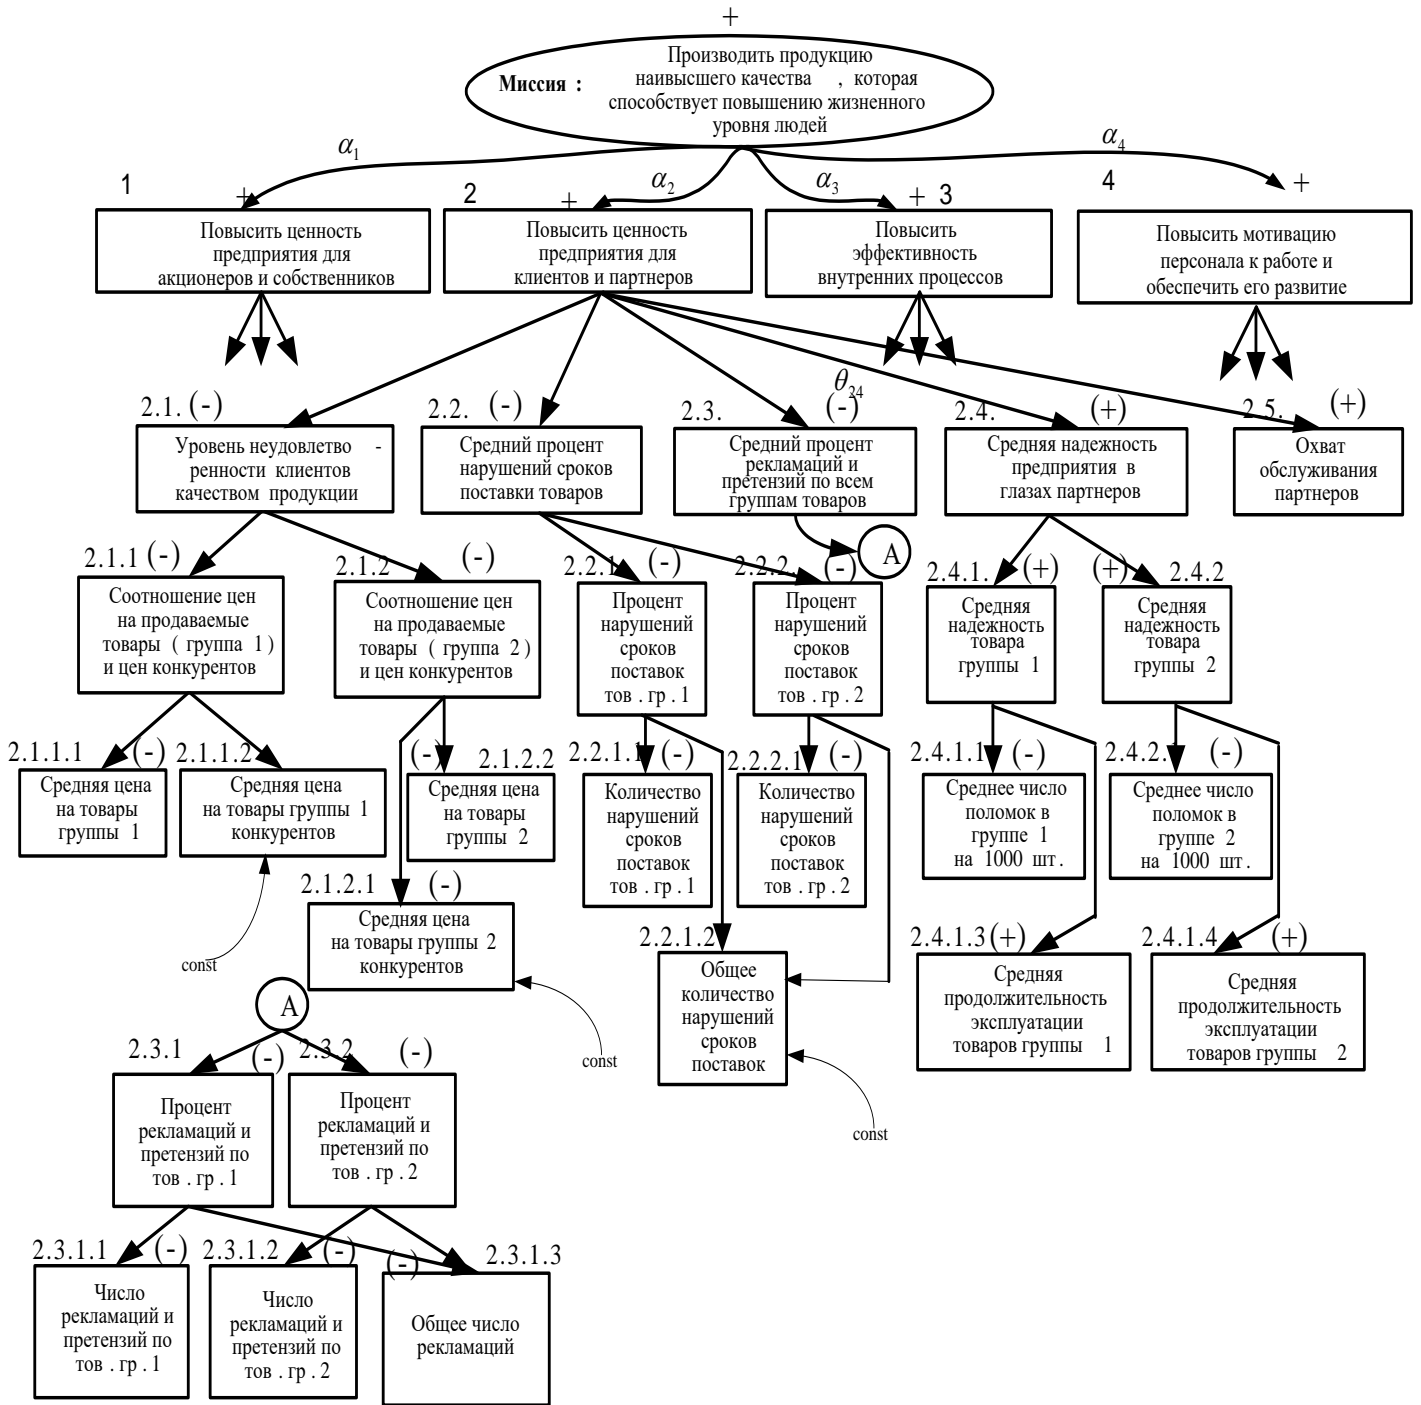 +
Миссия :
Производить продукцию
наивысшего качества , которая
способствует повышению жизненного
уровня людей
α1
α2
α3
α4
1
+
2
+
+ 3
4
+
Повысить ценность
предприятия для
акционеров и собственников
Повысить ценность
предприятия для
клиентов и партнеров
Повысить
эффективность
внутренних процессов
Повысить мотивацию
персонала к работе и
обеспечить его развитие
θ24
2.1. (-)
2.2. (-)
2.3. (-)
2.4. (+)
2.5. (+)
Уровень неудовлетво -
ренности клиентов
качеством продукции
Средний процент
нарушений сроков
поставки товаров
Средний процент
рекламаций и
претензий по всем
группам товаров
Средняя надежность
предприятия в
глазах партнеров
Охват
обслуживания
партнеров
A
2.1.1 (-)
2.1.2 (-)
2.2.1 (-)
2.2.2. (-)
2.4.1. (+)
(+) 2.4.2
Соотношение цен
на продаваемые
товары ( группа 1 )
и цен конкурентов
Соотношение цен
на продаваемые
товары ( группа 2 )
и цен конкурентов
Процент
нарушений
сроков
поставок
тов . гр . 1
Процент
нарушений
сроков
поставок
тов . гр . 2
Средняя
надежность
товара
группы 1
Средняя
надежность
товара
группы 2
2.1.1.1 (-)
2.1.1.2
(-) 2.1.2.2
2.2.1.1 (-)
2.2.2.1 (-)
2.4.1.1 (-)
2.4.2. (-)
Средняя цена
на товары
группы 1
Средняя цена
на товары группы 1
конкурентов
Средняя цена
на товары
группы 2
Количество
нарушений
сроков
поставок
тов . гр . 1
Количество
нарушений
сроков
поставок
тов . гр . 2
Среднее число
поломок в
группе 1
на 1000 шт .
Среднее число
поломок в
группе 2
на 1000 шт .
const
2.1.2.1 (-)
Средняя цена
на товары группы 2
конкурентов
const
2.2.1.2
Общее
количество
нарушений
сроков
поставок
const
2.4.1.3 (+)
Средняя
продолжительность
эксплуатации
товаров группы 1
2.4.1.4 (+)
Средняя
продолжительность
эксплуатации
товаров группы 2
A
2.3.1 (-)
2.3.2 (-)
Процент
рекламаций и
претензий по
тов . гр . 1
Процент
рекламаций и
претензий по
тов . гр . 2
2.3.1.1 (-)
2.3.1.2 (-)
(-) 2.3.1.3
Число
рекламаций и
претензий по
тов . гр . 1
Число
рекламаций и
претензий по
тов . гр . 2
Общее число
рекламаций